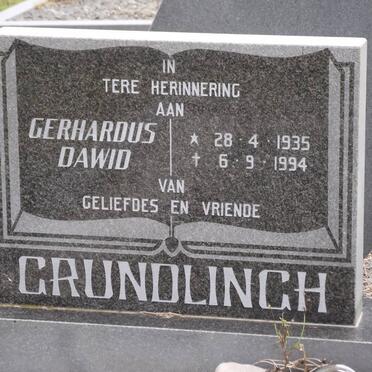 IN
TERE HERINNERING
AAN
GERHARDUS
DAWID
★ 28 · 4 · 1935
✝ 6 · 9 · 1994
VAN
GELIEFDES EN VRIENDE
GRUNDLINGH